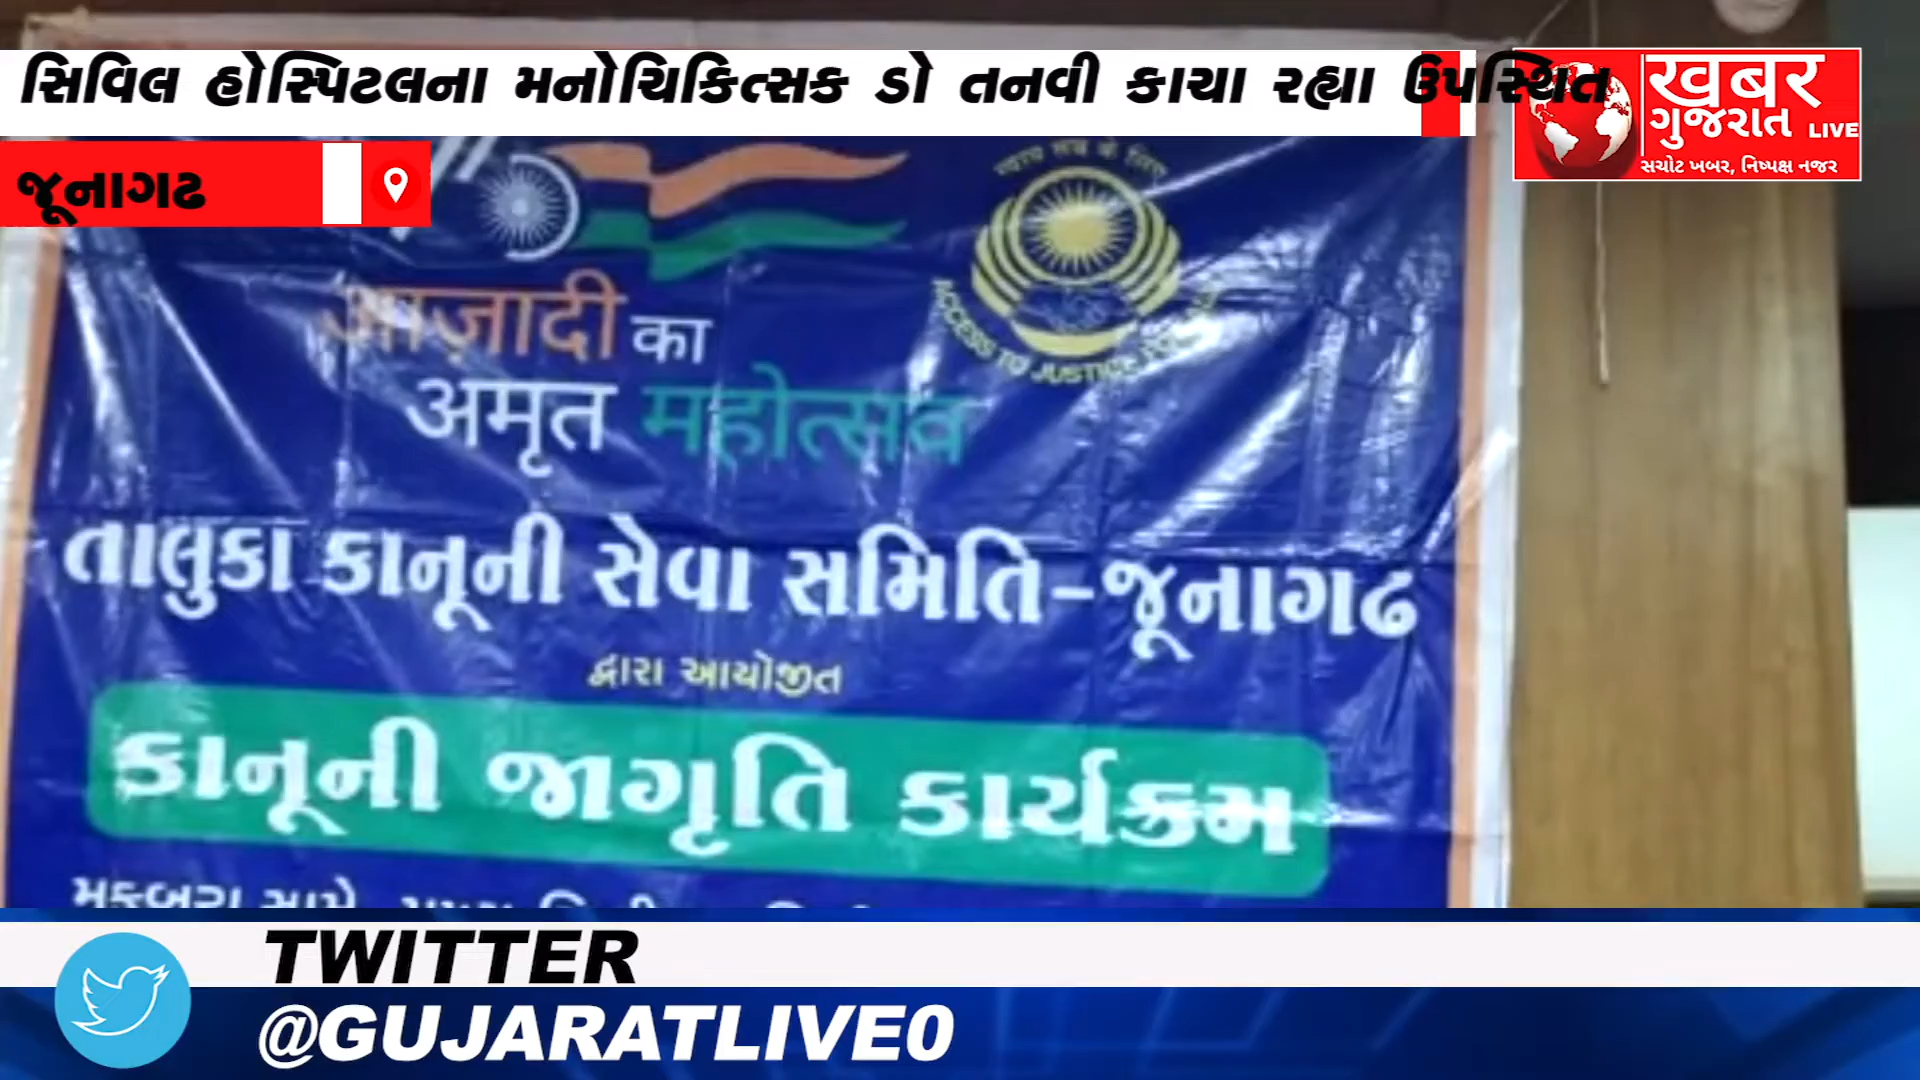 સિવિલ હોસ્પિટલના મનોચિકિત્સક ડો તનવી કાચા રહ્યા ઉપસ્થિત
ख़बर
ગુજરાત LIVE
સચોટ ખબર, નિષ્પક્ષ નજર
જૂનાગઢ
ACCESS TO JUSTICE
आज़ादी का
अमृत महोत्सव
તાલુકા કાનૂની સેવા સમિતિ-જૂનાગઢ
દ્વારા આયોજીત
કાનૂની જાગૃતિ કાર્યક્રમ
TWITTER
@GUJARATLIVE0